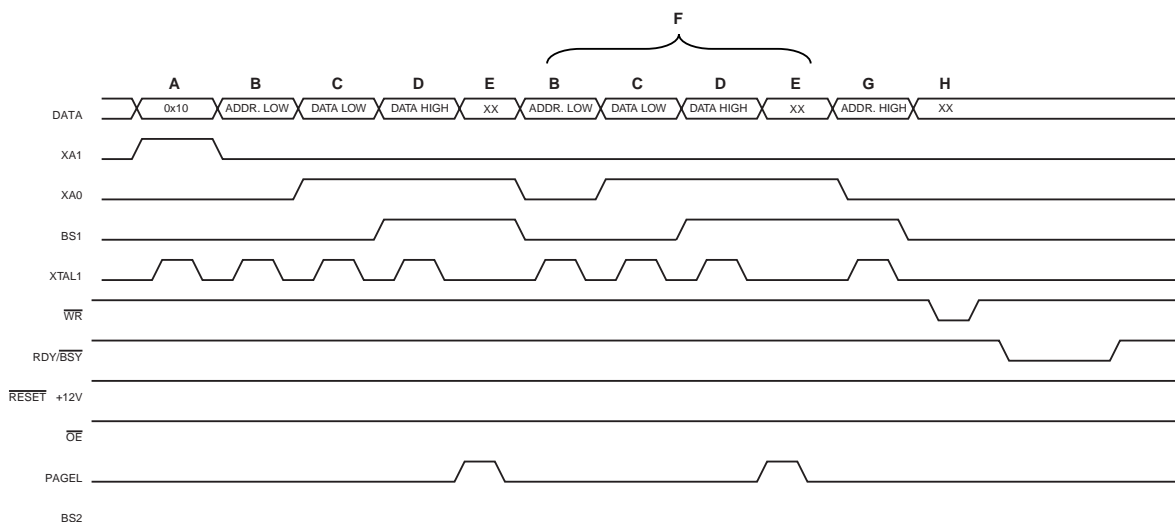 F
A B C D E B C D E G H
DATA 0x10 ADDR. LOW DATA LOW DATA HIGH XX ADDR. LOW DATA LOW DATA HIGH XX ADDR. HIGH XX
XA1
XA0
BS1
XTAL1
WR
RDY/BSY
RESET +12V
OE
PAGEL
BS2